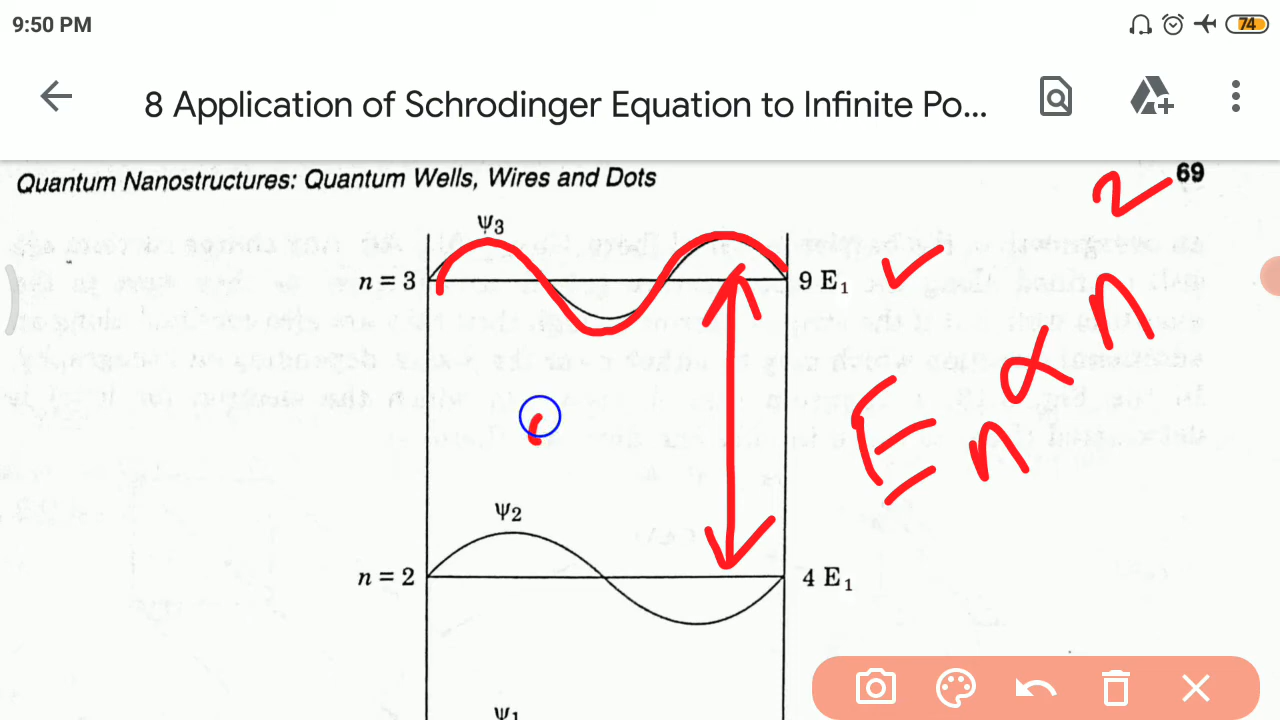 9:50 PM
74
8 Application of Schrodinger Equation to Infinite Po...
Quantum Nanostructures: Quantum Wells, Wires and Dots
69
ψ₃
n = 3
9 E₁
Eₙ ∝ n²
ψ₂
n = 2
4 E₁
ψ₁